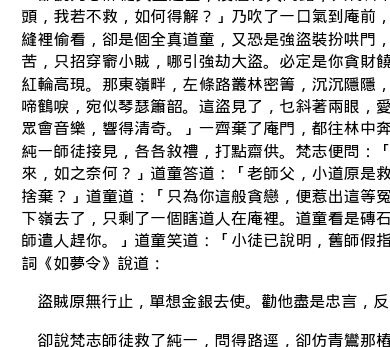 頭，我若不救，如何得解？」乃吹了一口氣到庵前，
縫裡偷看，卻是個全真道童，又恐是強盜裝扮哄門，
苦，只招穿窬小賊，哪引強劫大盜。必定是你貪財饒
紅輪高現。那東嶺畔，左條路叢林密菁，沉沉隱隱，
啼鶴唳，宛似琴瑟簫韶。這盜見了，乜斜著兩眼，愛
眾會音樂，響得清奇。」一齊棄了庵門，都往林中奔
純一師徒接見，各各敘禮，打點齋供。梵志便問：「
來，如之奈何？」道童答道：「老師父，小道原是救
捨棄？」道童道：「只為你這般貪戀，便惹出這等冤
下嶺去了，只剩了一個瞎道人在庵裡。道童看是磚石
師遣人趕你。」道童笑道：「小徒已說明，舊師假指
詞《如夢令》說道：
盜賊原無行止，單想金銀去使。勸他盡是忠言，反
卻說梵志師徒救了純一，問得路逕，卻仿青鸞那樁